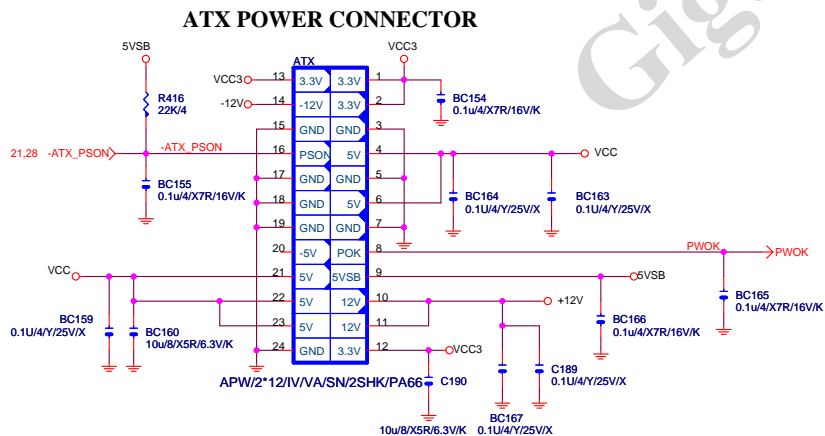 ATX POWER CONNECTOR
Gig
5VSB
VCC3
ATX
VCC3 13 3.3V 3.3V 1
R416
22K/4
-12V 14 -12V 3.3V 2
BC154
0.1u/4/X7R/16V/K
15 GND GND 3
21,28 -ATX_PSON -ATX_PSON 16 PSON 5V 4 VCC
BC155
0.1u/4/X7R/16V/K
17 GND GND 5
BC164
0.1U/4/Y/25V/X
BC163
0.1U/4/Y/25V/X
18 GND 5V 6
19 GND GND 7
20 -5V POK 8 PWOK PWOK
VCC 21 5V 5VSB 9 5VSB
22 5V 12V 10 +12V
BC165
0.1u/4/X7R/16V/K
BC159
0.1U/4/Y/25V/X
BC160
10u/8/X5R/6.3V/K
23 5V 12V 11
BC166
0.1u/4/X7R/16V/K
24 GND 3.3V 12 VCC3
APW/2*12/IV/VA/SN/2SHK/PA66
C190
10u/8/X5R/6.3V/K
C189
0.1U/4/Y/25V/X
BC167
0.1U/4/Y/25V/X